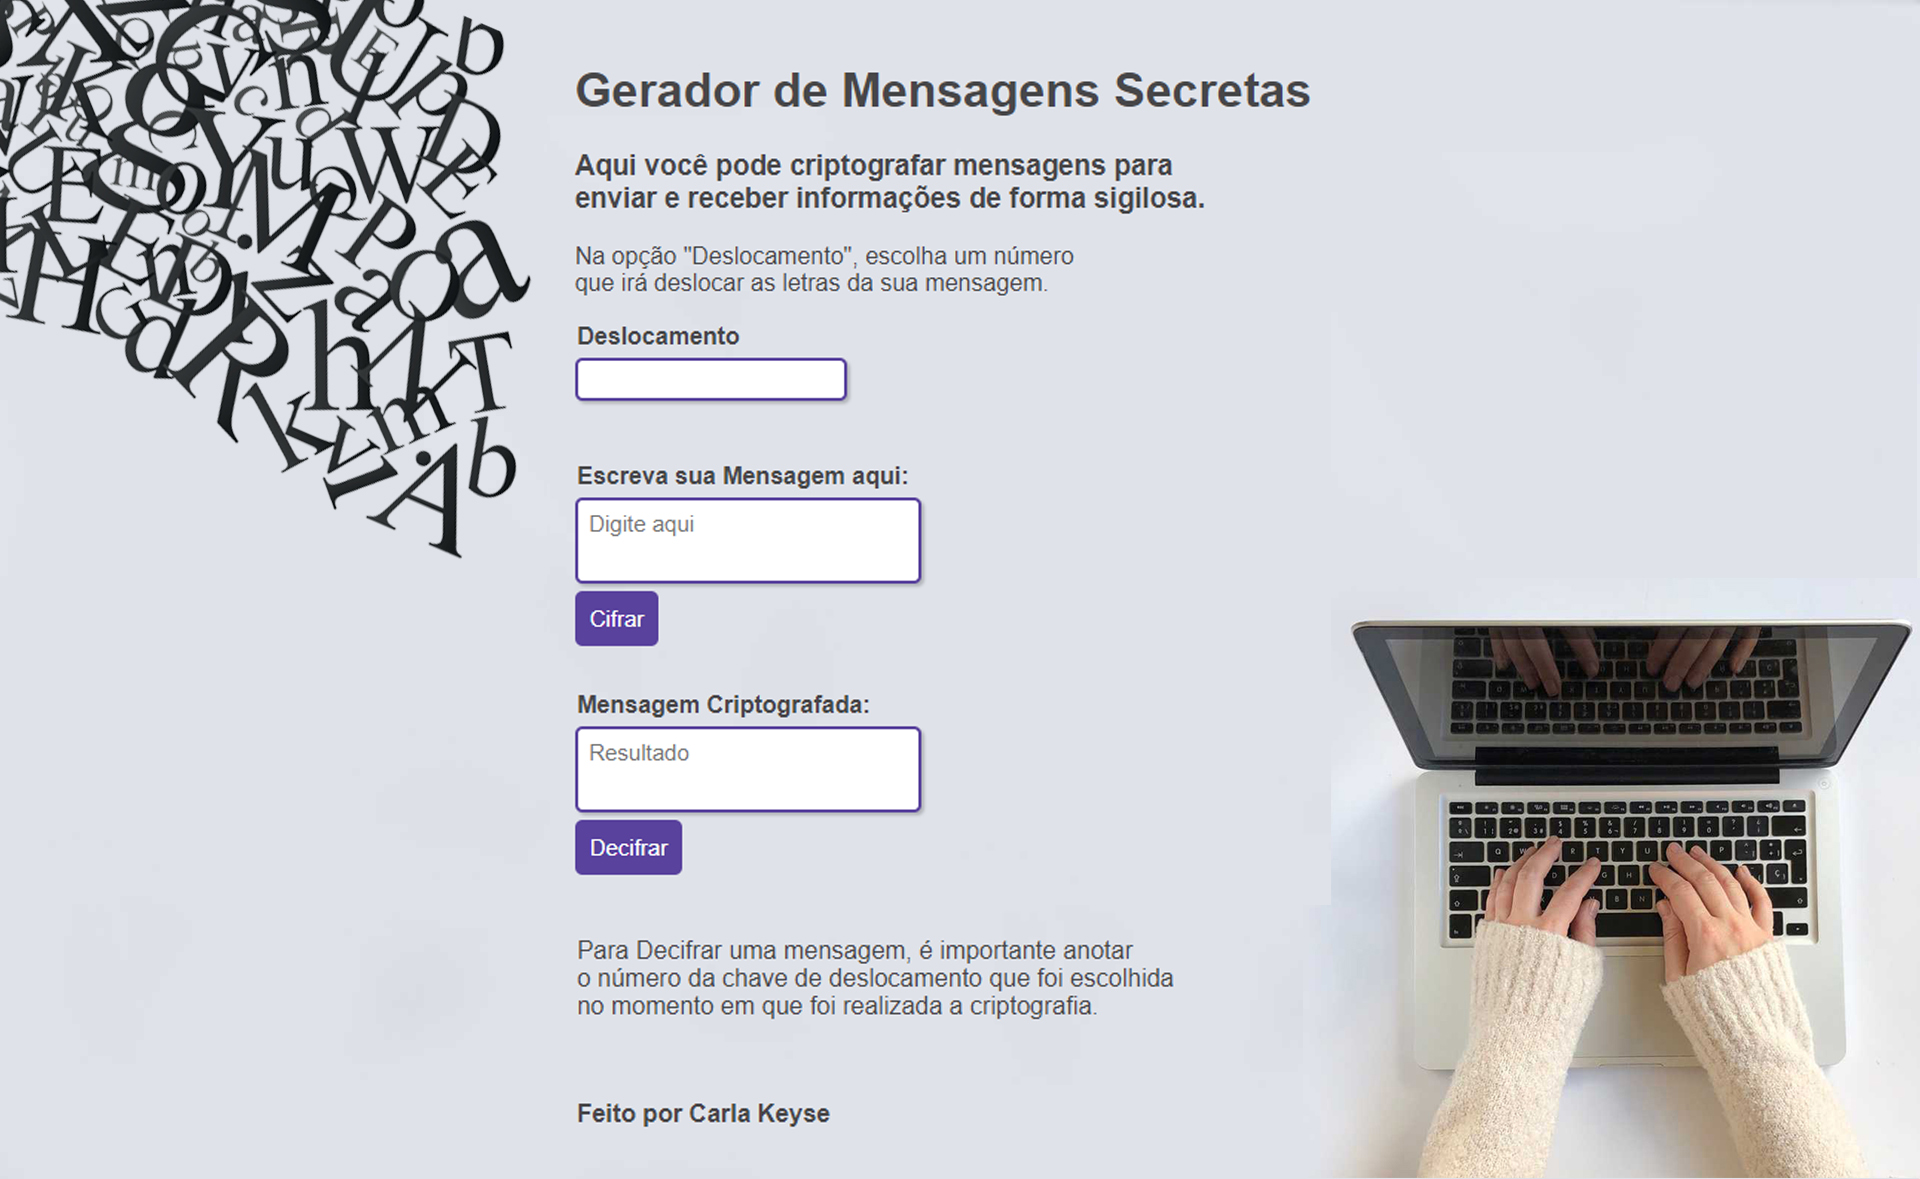 Gerador de Mensagens Secretas
Aqui você pode criptografar mensagens para
enviar e receber informações de forma sigilosa.
Na opção "Deslocamento", escolha um número
que irá deslocar as letras da sua mensagem.
Deslocamento
Escreva sua Mensagem aqui:
Digite aqui
Cifrar
Mensagem Criptografada:
Resultado
Decifrar
Para Decifrar uma mensagem, é importante anotar
o número da chave de deslocamento que foi escolhida
no momento em que foi realizada a criptografia.
Feito por Carla Keyse